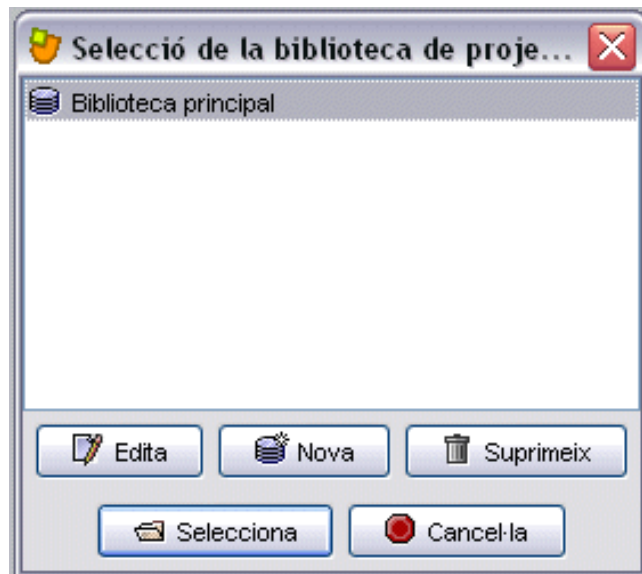 Selecció de la biblioteca de proje...
Biblioteca principal
Edita Nova Suprimeix
Selecciona Cancel·la